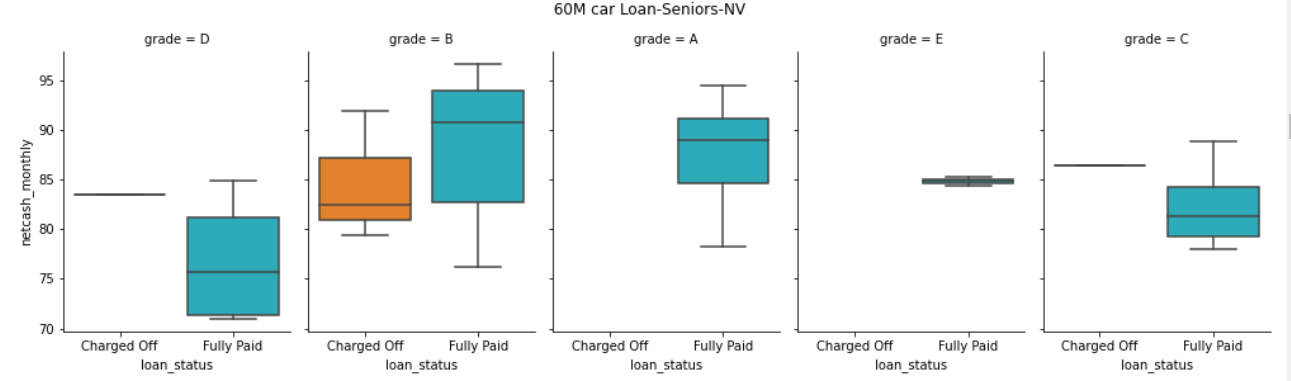 60M car Loan-Seniors-NV
grade = D
grade = B
grade = A
grade = E
grade = C
95
90
85
80
75
70
netcash_monthly
Charged Off Fully Paid
loan_status
Charged Off Fully Paid
loan_status
Charged Off Fully Paid
loan_status
Charged Off Fully Paid
loan_status
Charged Off Fully Paid
loan_status